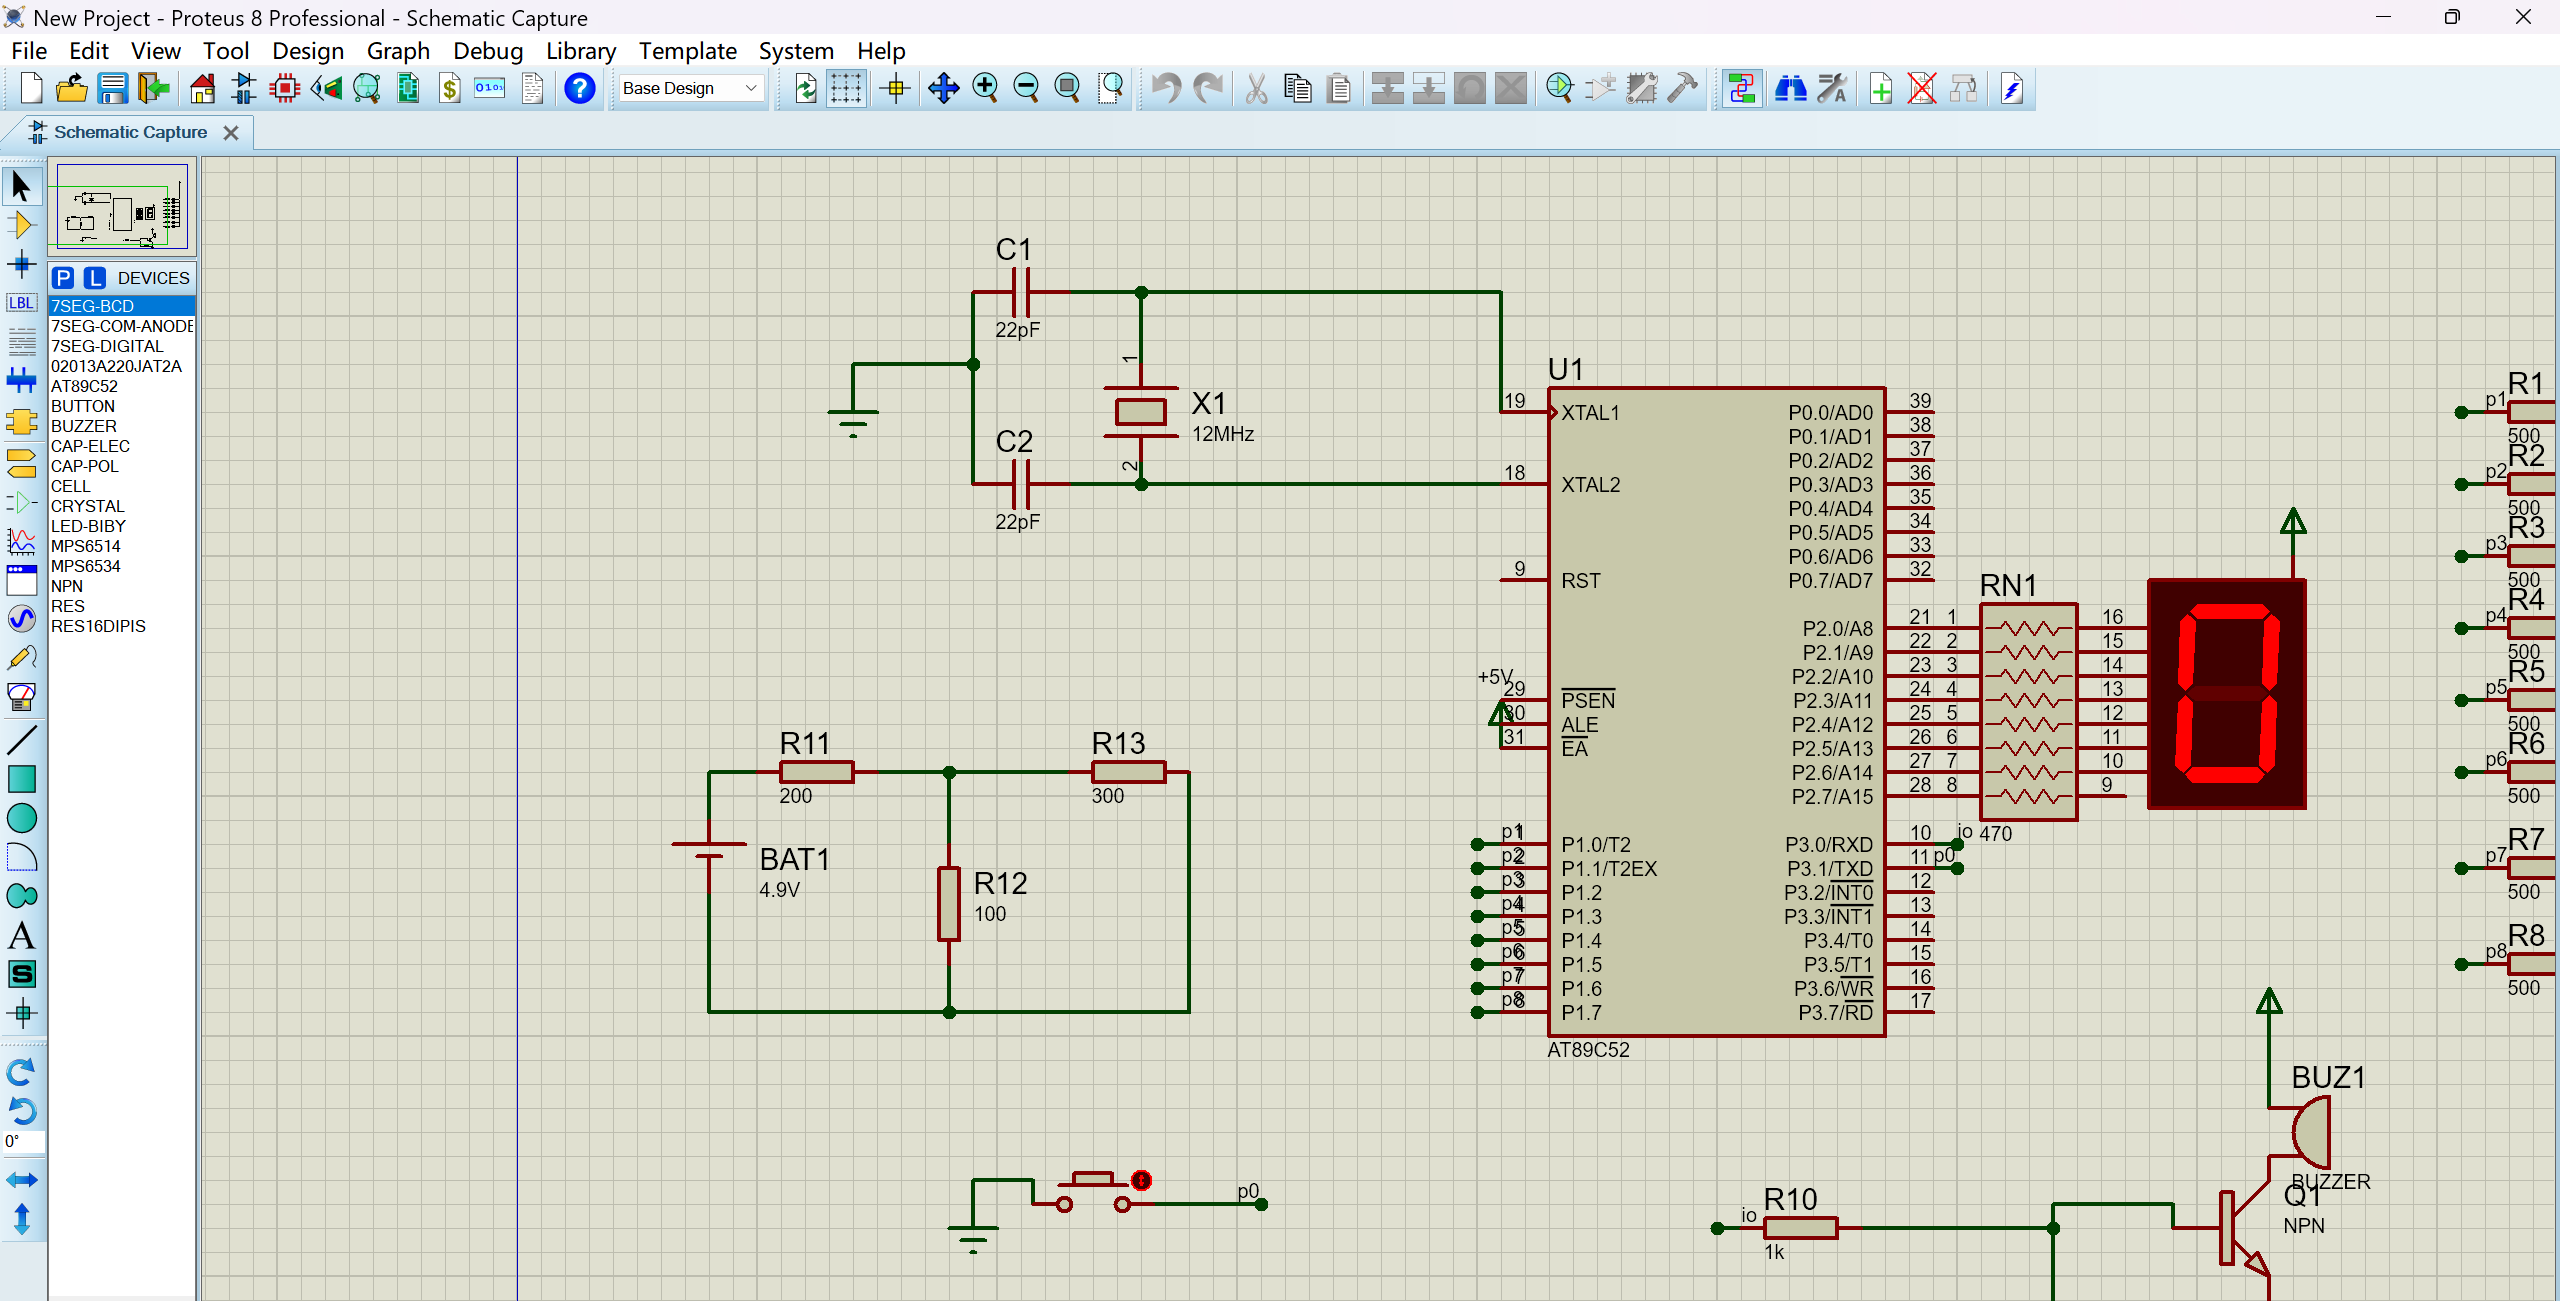 New Project - Proteus 8 Professional - Schematic Capture
File Edit View Tool Design Graph Debug Library Template System Help
Base Design
Schematic Capture
LBL
P L DEVICES
7SEG-BCD
7SEG-COM-ANODE
7SEG-DIGITAL
02013A220JAT2A
AT89C52
BUTTON
BUZZER
CAP-ELEC
CAP-POL
CELL
CRYSTAL
LED-BIBY
MPS6514
MPS6534
NPN
RES
RES16DIPIS
A
S
0°
C1
22pF
C2
22pF
1
X1
12MHz
2
R11
200
R13
300
BAT1
4.9V
R12
100
p0
U1
19 XTAL1
18 XTAL2
9 RST
+5V
29 PSEN
30 ALE
31 EA
p1 1 P1.0/T2
p2 2 P1.1/T2EX
p3 3 P1.2
p4 4 P1.3
p5 5 P1.4
p6 6 P1.5
p7 7 P1.6
p8 8 P1.7
P0.0/AD0 39
P0.1/AD1 38
P0.2/AD2 37
P0.3/AD3 36
P0.4/AD4 35
P0.5/AD5 34
P0.6/AD6 33
P0.7/AD7 32
P2.0/A8 21
P2.1/A9 22
P2.2/A10 23
P2.3/A11 24
P2.4/A12 25
P2.5/A13 26
P2.6/A14 27
P2.7/A15 28
P3.0/RXD 10 io
P3.1/TXD 11 p0
P3.2/INT0 12
P3.3/INT1 13
P3.4/T0 14
P3.5/T1 15
P3.6/WR 16
P3.7/RD 17
AT89C52
RN1
1 16
2 15
3 14
4 13
5 12
6 11
7 10
8 9
470
R1
p1
500
R2
p2
500
R3
p3
500
R4
p4
500
R5
p5
500
R6
p6
500
R7
p7
500
R8
p8
500
BUZ1
BUZZER
Q1
NPN
R10
io
1k